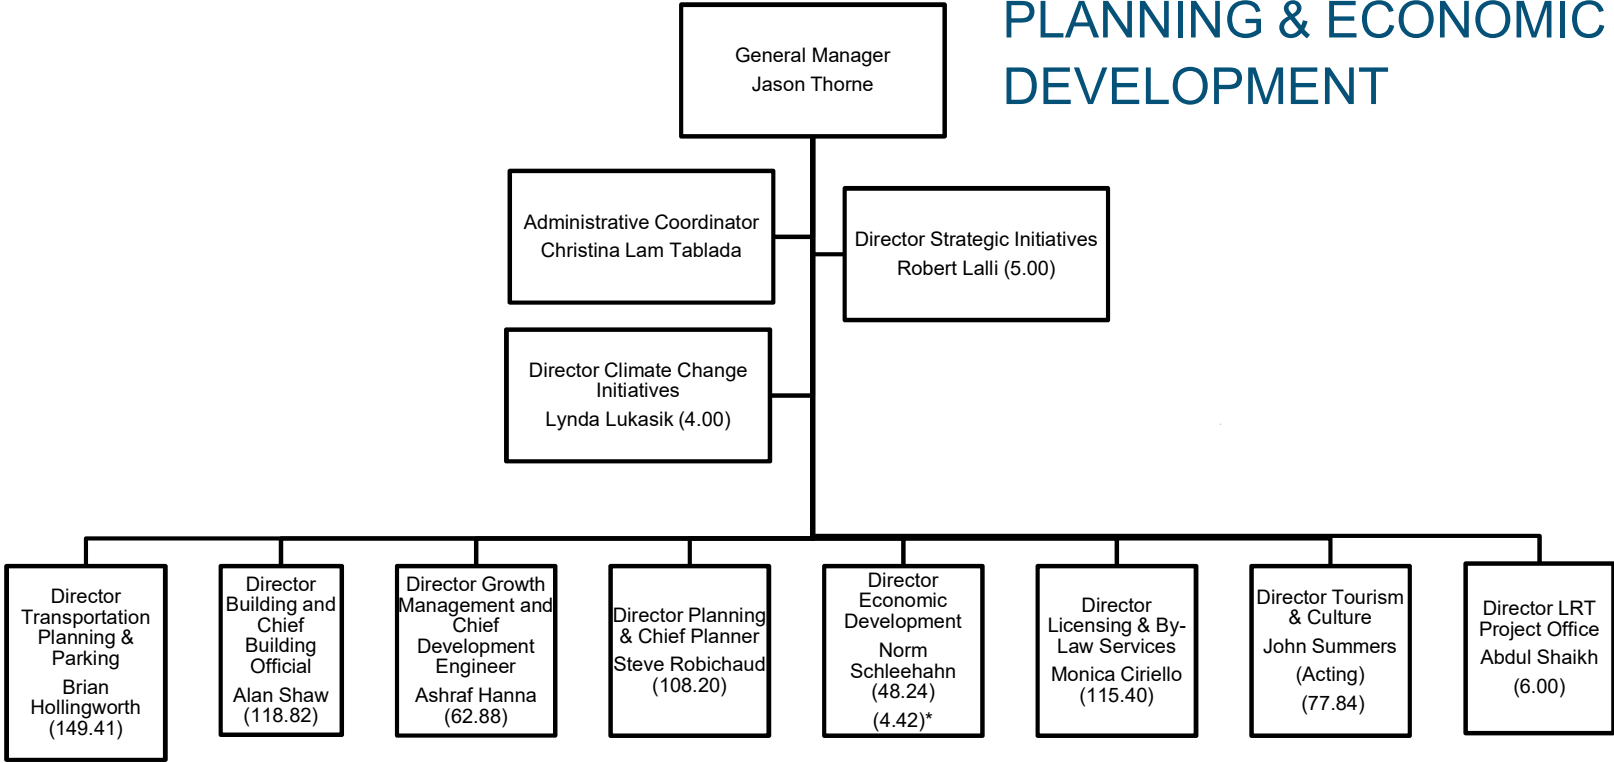 PLANNING & ECONOMIC
DEVELOPMENT
General Manager
Jason Thorne
Administrative Coordinator
Christina Lam Tablada
Director Strategic Initiatives
Robert Lalli (5.00)
Director Climate Change
Initiatives
Lynda Lukasik (4.00)
Director
Transportation
Planning &
Parking
Brian
Hollingworth
(149.41)
Director
Building and
Chief
Building
Official
Alan Shaw
(118.82)
Director Growth
Management and
Chief
Development
Engineer
Ashraf Hanna
(62.88)
Director Planning
& Chief Planner
Steve Robichaud
(108.20)
Director
Economic
Development
Norm
Schleehahn
(48.24)
(4.42)*
Director
Licensing & By-
Law Services
Monica Ciriello
(115.40)
Director Tourism
& Culture
John Summers
(Acting)
(77.84)
Director LRT
Project Office
Abdul Shaikh
(6.00)